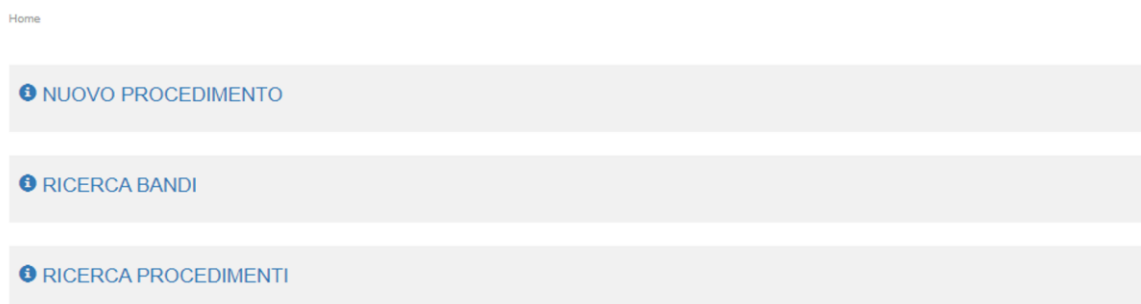 Home
NUOVO PROCEDIMENTO
RICERCA BANDI
RICERCA PROCEDIMENTI